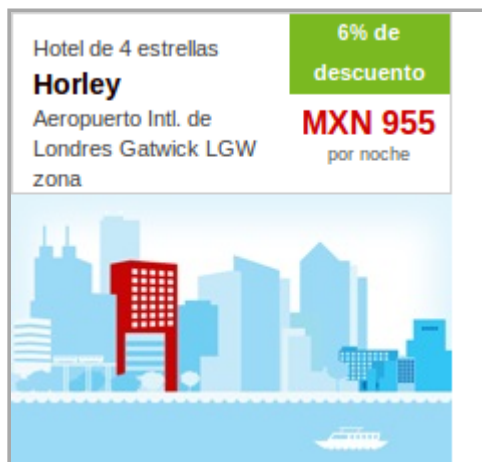 Hotel de 4 estrellas
Horley
Aeropuerto Intl. de
Londres Gatwick LGW
zona
6% de
descuento
MXN 955
por noche